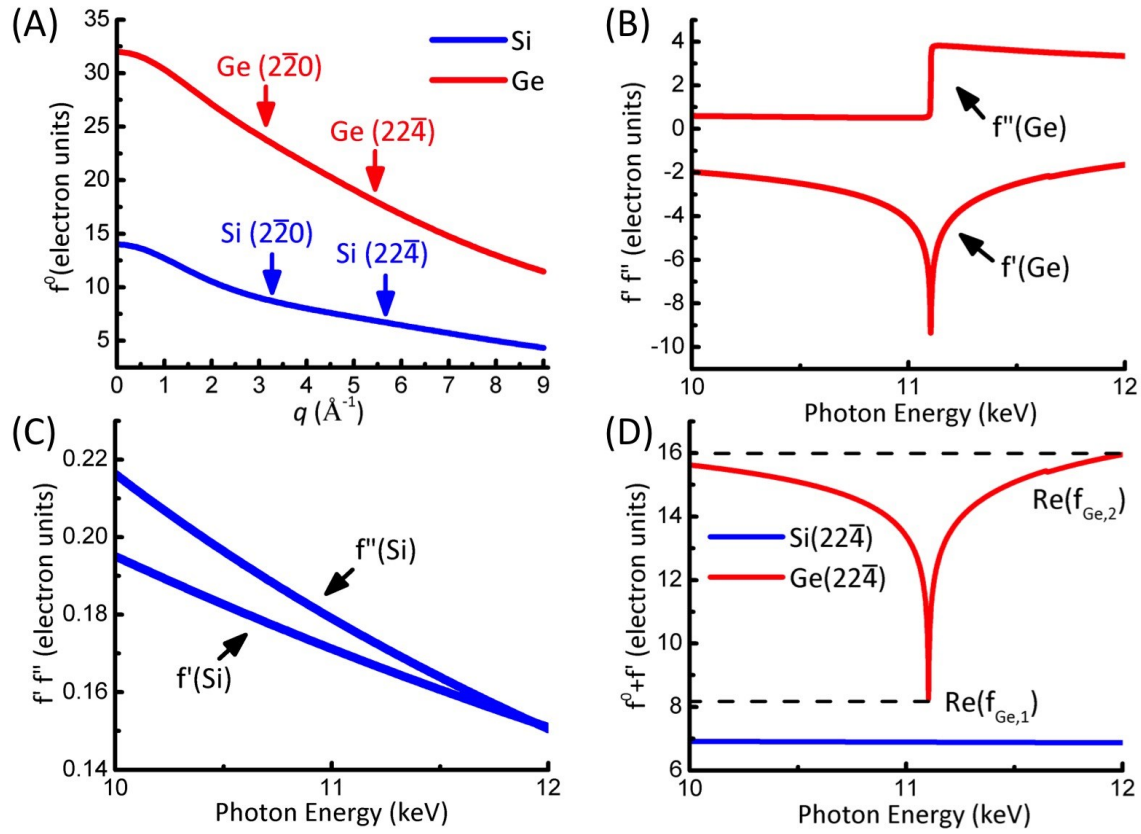 (A)
35
30
25
20
15
10
5
f⁰(electron units)
Si
Ge
Ge (22̅0)
Ge (224̅)
Si (22̅0)
Si (224̅)
0 1 2 3 4 5 6 7 8 9
q (Å⁻¹)
(B)
4
2
0
-2
-4
-6
-8
-10
f' f'' (electron units)
f''(Ge)
f'(Ge)
10 11 12
Photon Energy (keV)
(C)
0.22
0.20
0.18
0.16
0.14
f' f'' (electron units)
f''(Si)
f'(Si)
10 11 12
Photon Energy (keV)
(D)
16
14
12
10
8
6
f⁰+f' (electron units)
Re(f_Ge,2)
Si(224̅)
Ge(224̅)
Re(f_Ge,1)
10 11 12
Photon Energy (keV)